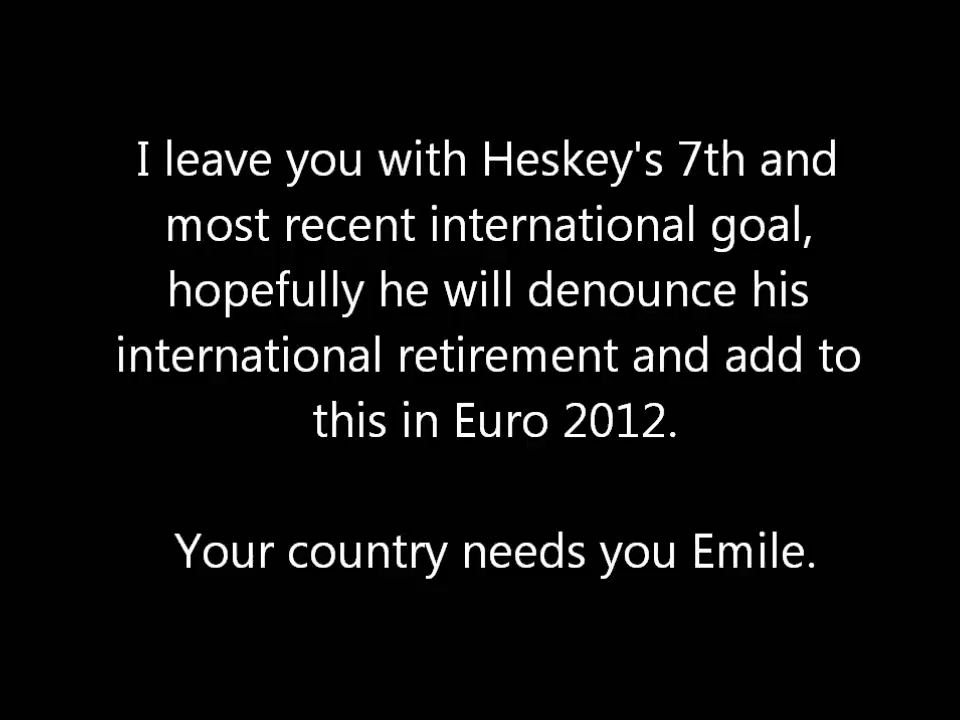 I leave you with Heskey's 7th and
most recent international goal,
hopefully he will denounce his
international retirement and add to
this in Euro 2012.
Your country needs you Emile.